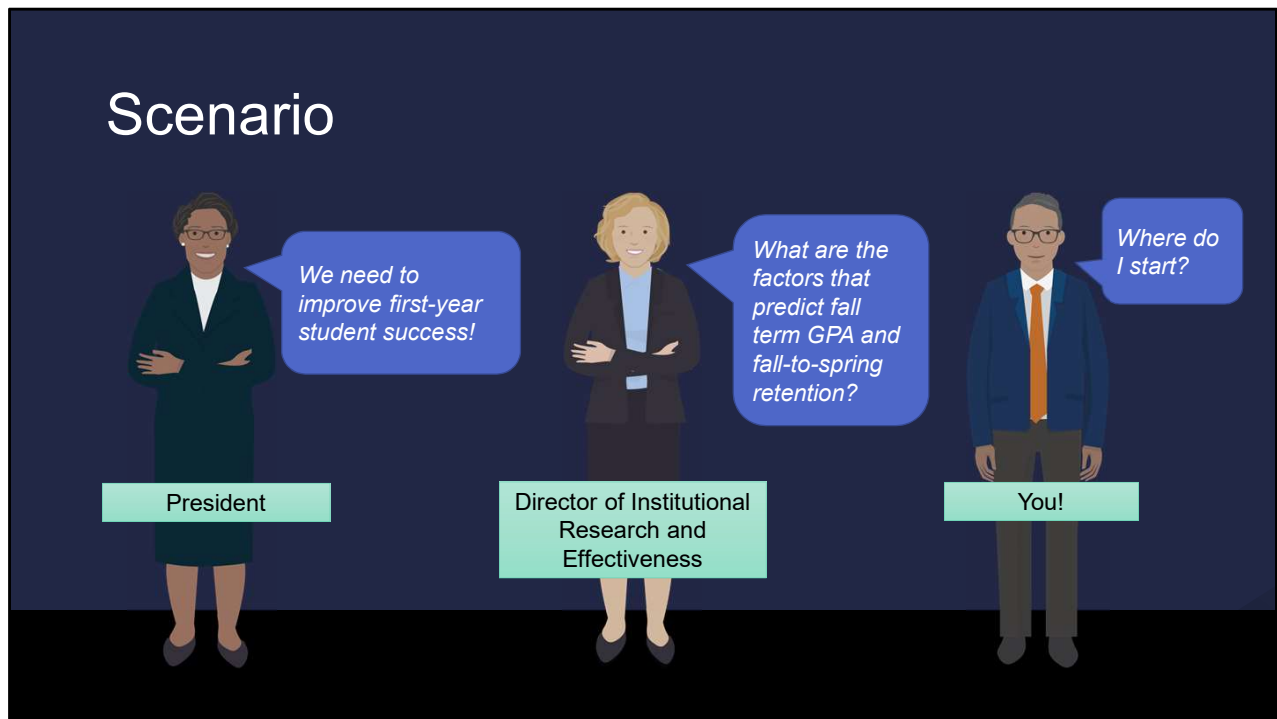 Scenario
We need to
improve first-year
student success!
What are the
factors that
predict fall
term GPA and
fall-to-spring
retention?
Where do
I start?
President
Director of Institutional
Research and
Effectiveness
You!